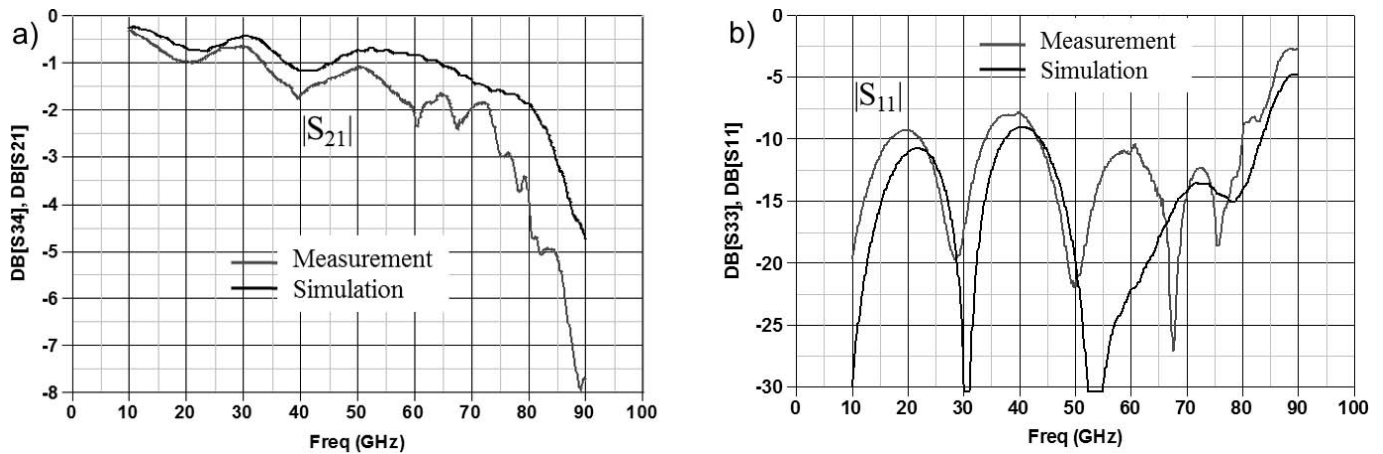 a)
DB[S34], DB[S21]
0
-1
-2
-3
-4
-5
-6
-7
-8
|S21|
Measurement
Simulation
0 10 20 30 40 50 60 70 80 90 100
Freq (GHz)
b)
DB[S33], DB[S11]
0
-5
-10
-15
-20
-25
-30
|S11|
Measurement
Simulation
0 10 20 30 40 50 60 70 80 90 100
Freq (GHz)